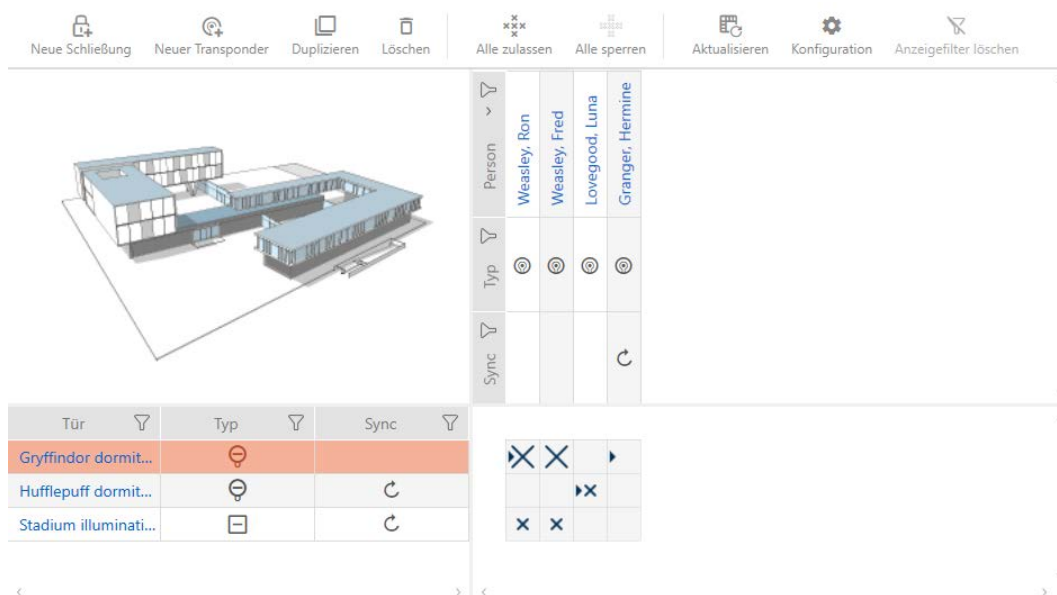 Neue Schließung Neuer Transponder Duplizieren Löschen Alle zulassen Alle sperren Aktualisieren Konfiguration Anzeigefilter löschen
Person
Weasley, Ron
Weasley, Fred
Lovegood, Luna
Granger, Hermine
Typ
Sync
Tür Typ Sync
Gryffindor dormit...
Hufflepuff dormit...
Stadium illuminati...